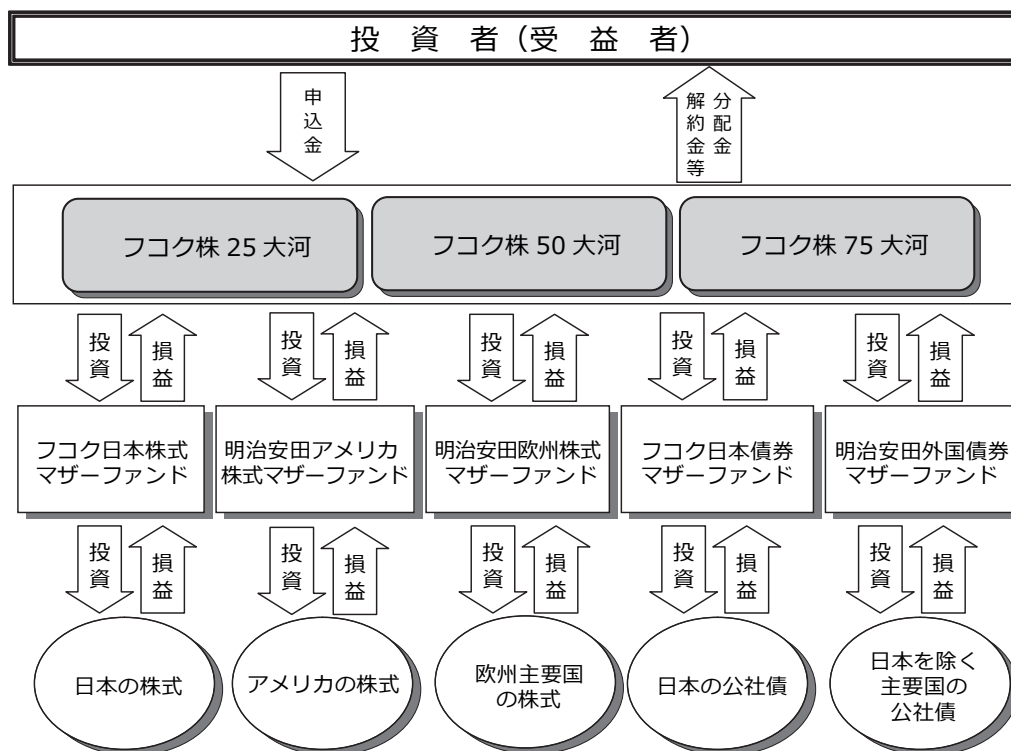 投 資 者（受 益 者）
申込金
分配金
解約金等
フコク株 25 大河
フコク株 50 大河
フコク株 75 大河
投資
損益
投資
損益
投資
損益
投資
損益
投資
損益
フコク日本株式
マザーファンド
明治安田アメリカ
株式マザーファンド
明治安田欧州株式
マザーファンド
フコク日本債券
マザーファンド
明治安田外国債券
マザーファンド
投資
損益
投資
損益
投資
損益
投資
損益
投資
損益
日本の株式
アメリカの株式
欧州主要国
の株式
日本の公社債
日本を除く
主要国の
公社債